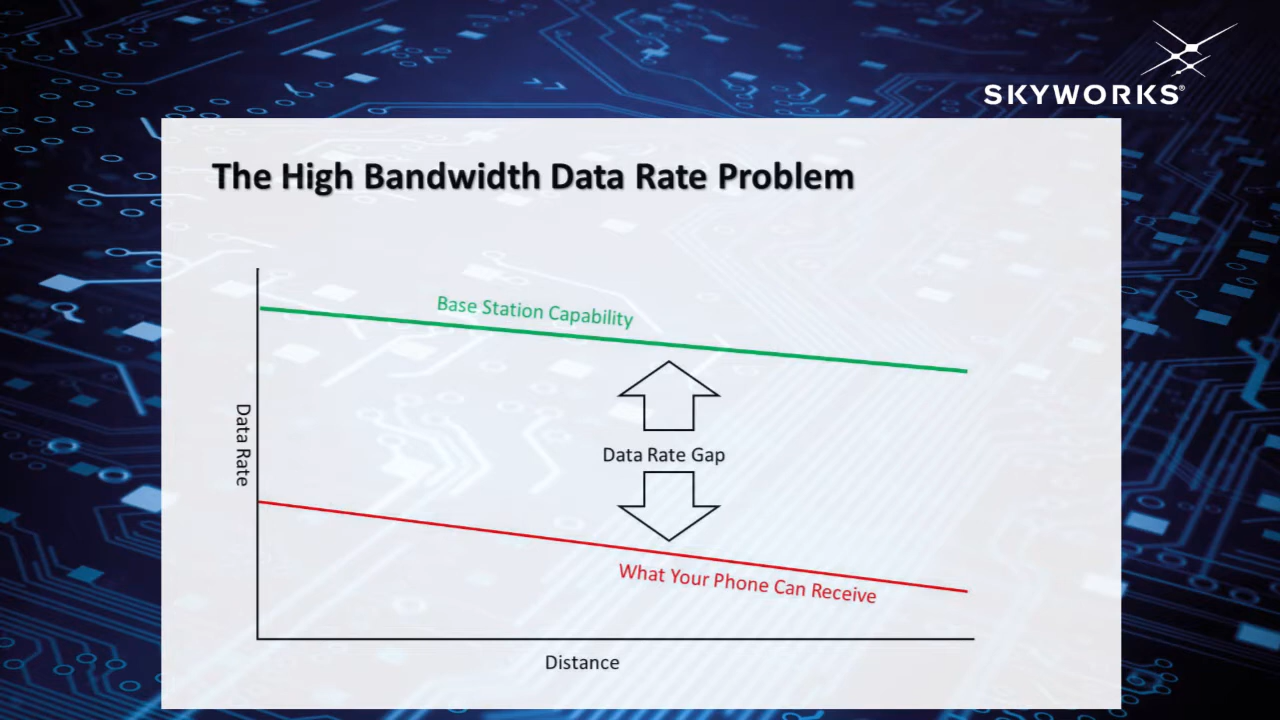 SKYWORKS®
The High Bandwidth Data Rate Problem
Base Station Capability
Data Rate
Data Rate Gap
What Your Phone Can Receive
Distance